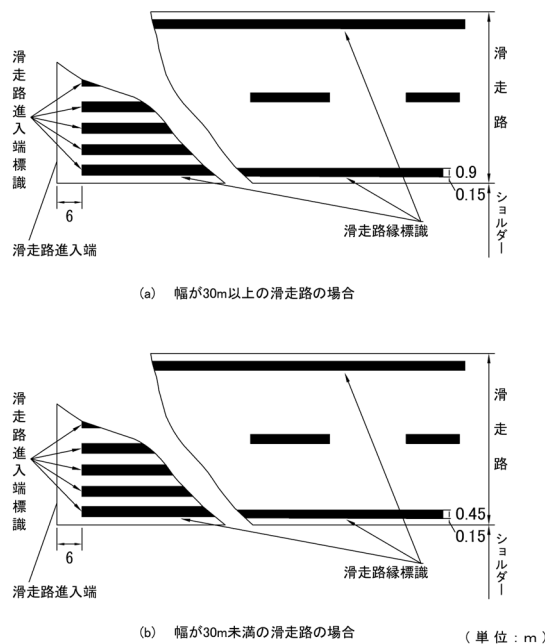 滑走路進入端標識
滑走路
0.9
0.15
ショルダー
6
滑走路縁標識
滑走路進入端
(a) 幅が30m以上の滑走路の場合
滑走路進入端標識
滑走路
0.45
0.15
ショルダー
6
滑走路縁標識
滑走路進入端
(b) 幅が30m未満の滑走路の場合
(単位:m)